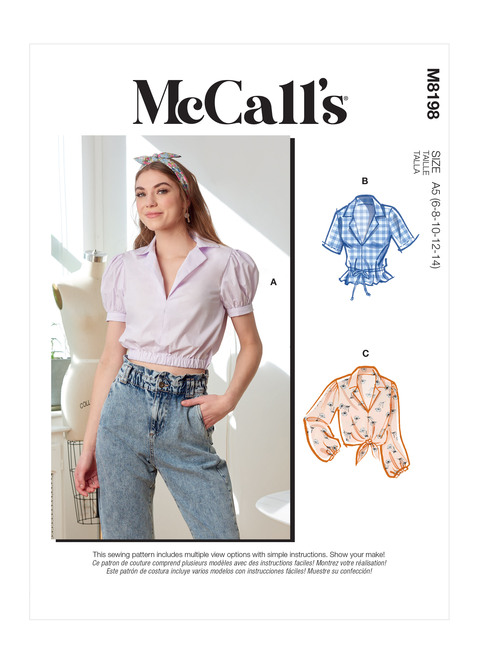 McCall's®
M8198
SIZE A5 (6-8-10-12-14)
TAILLE
TALLA
A
B
C
COLL
This sewing pattern includes multiple view options with simple instructions. Show your make!
Ce patron de couture comprend plusieurs modèles avec des instructions faciles! Montrez votre réalisation!
Este patrón de costura incluye varios modelos con instrucciones fáciles! Muestre su confección!